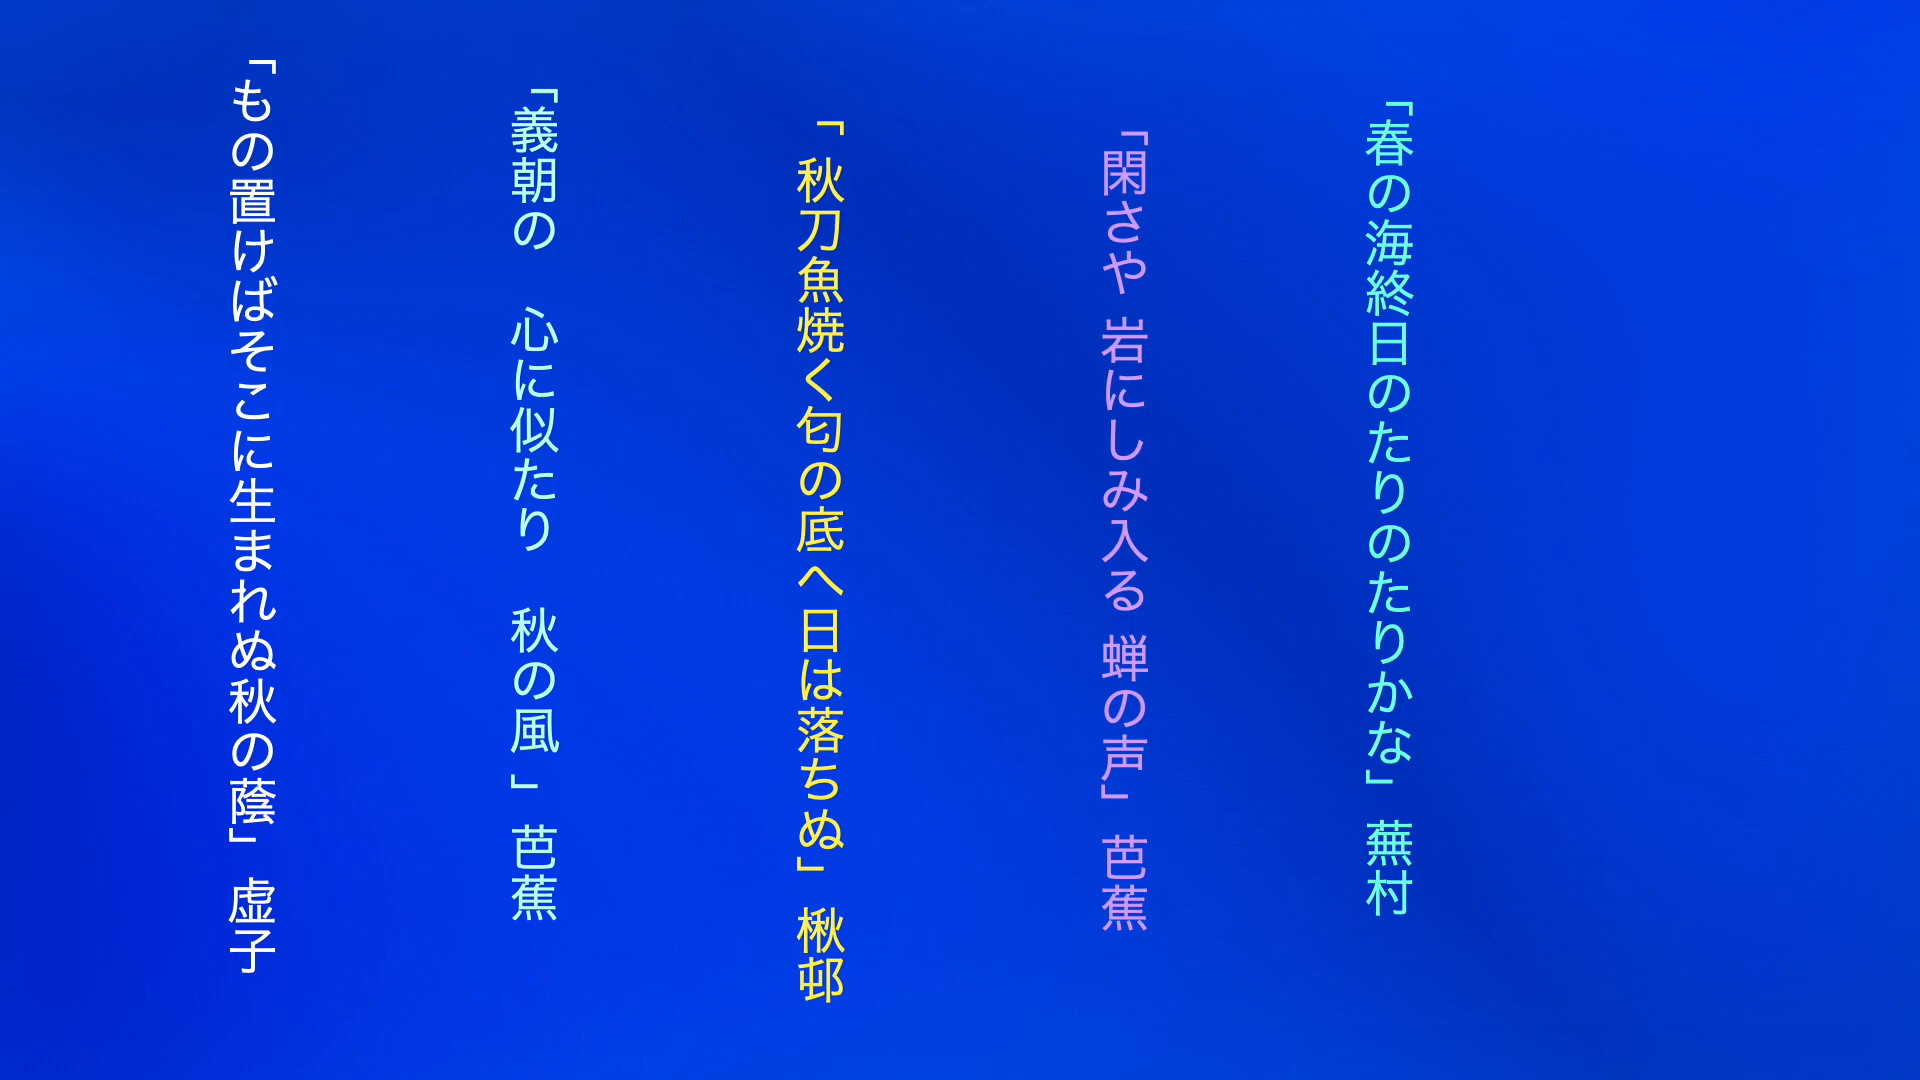 「春の海終日のたりのたりかな」 蕪村
「閑さや 岩にしみ入る 蝉の声」 芭蕉
「 秋刀魚焼く匂の底へ日は落ちぬ」 楸邨
「義朝の　心に似たり　秋の風 」 芭蕉
「もの置けばそこに生まれぬ秋の蔭」 虚子